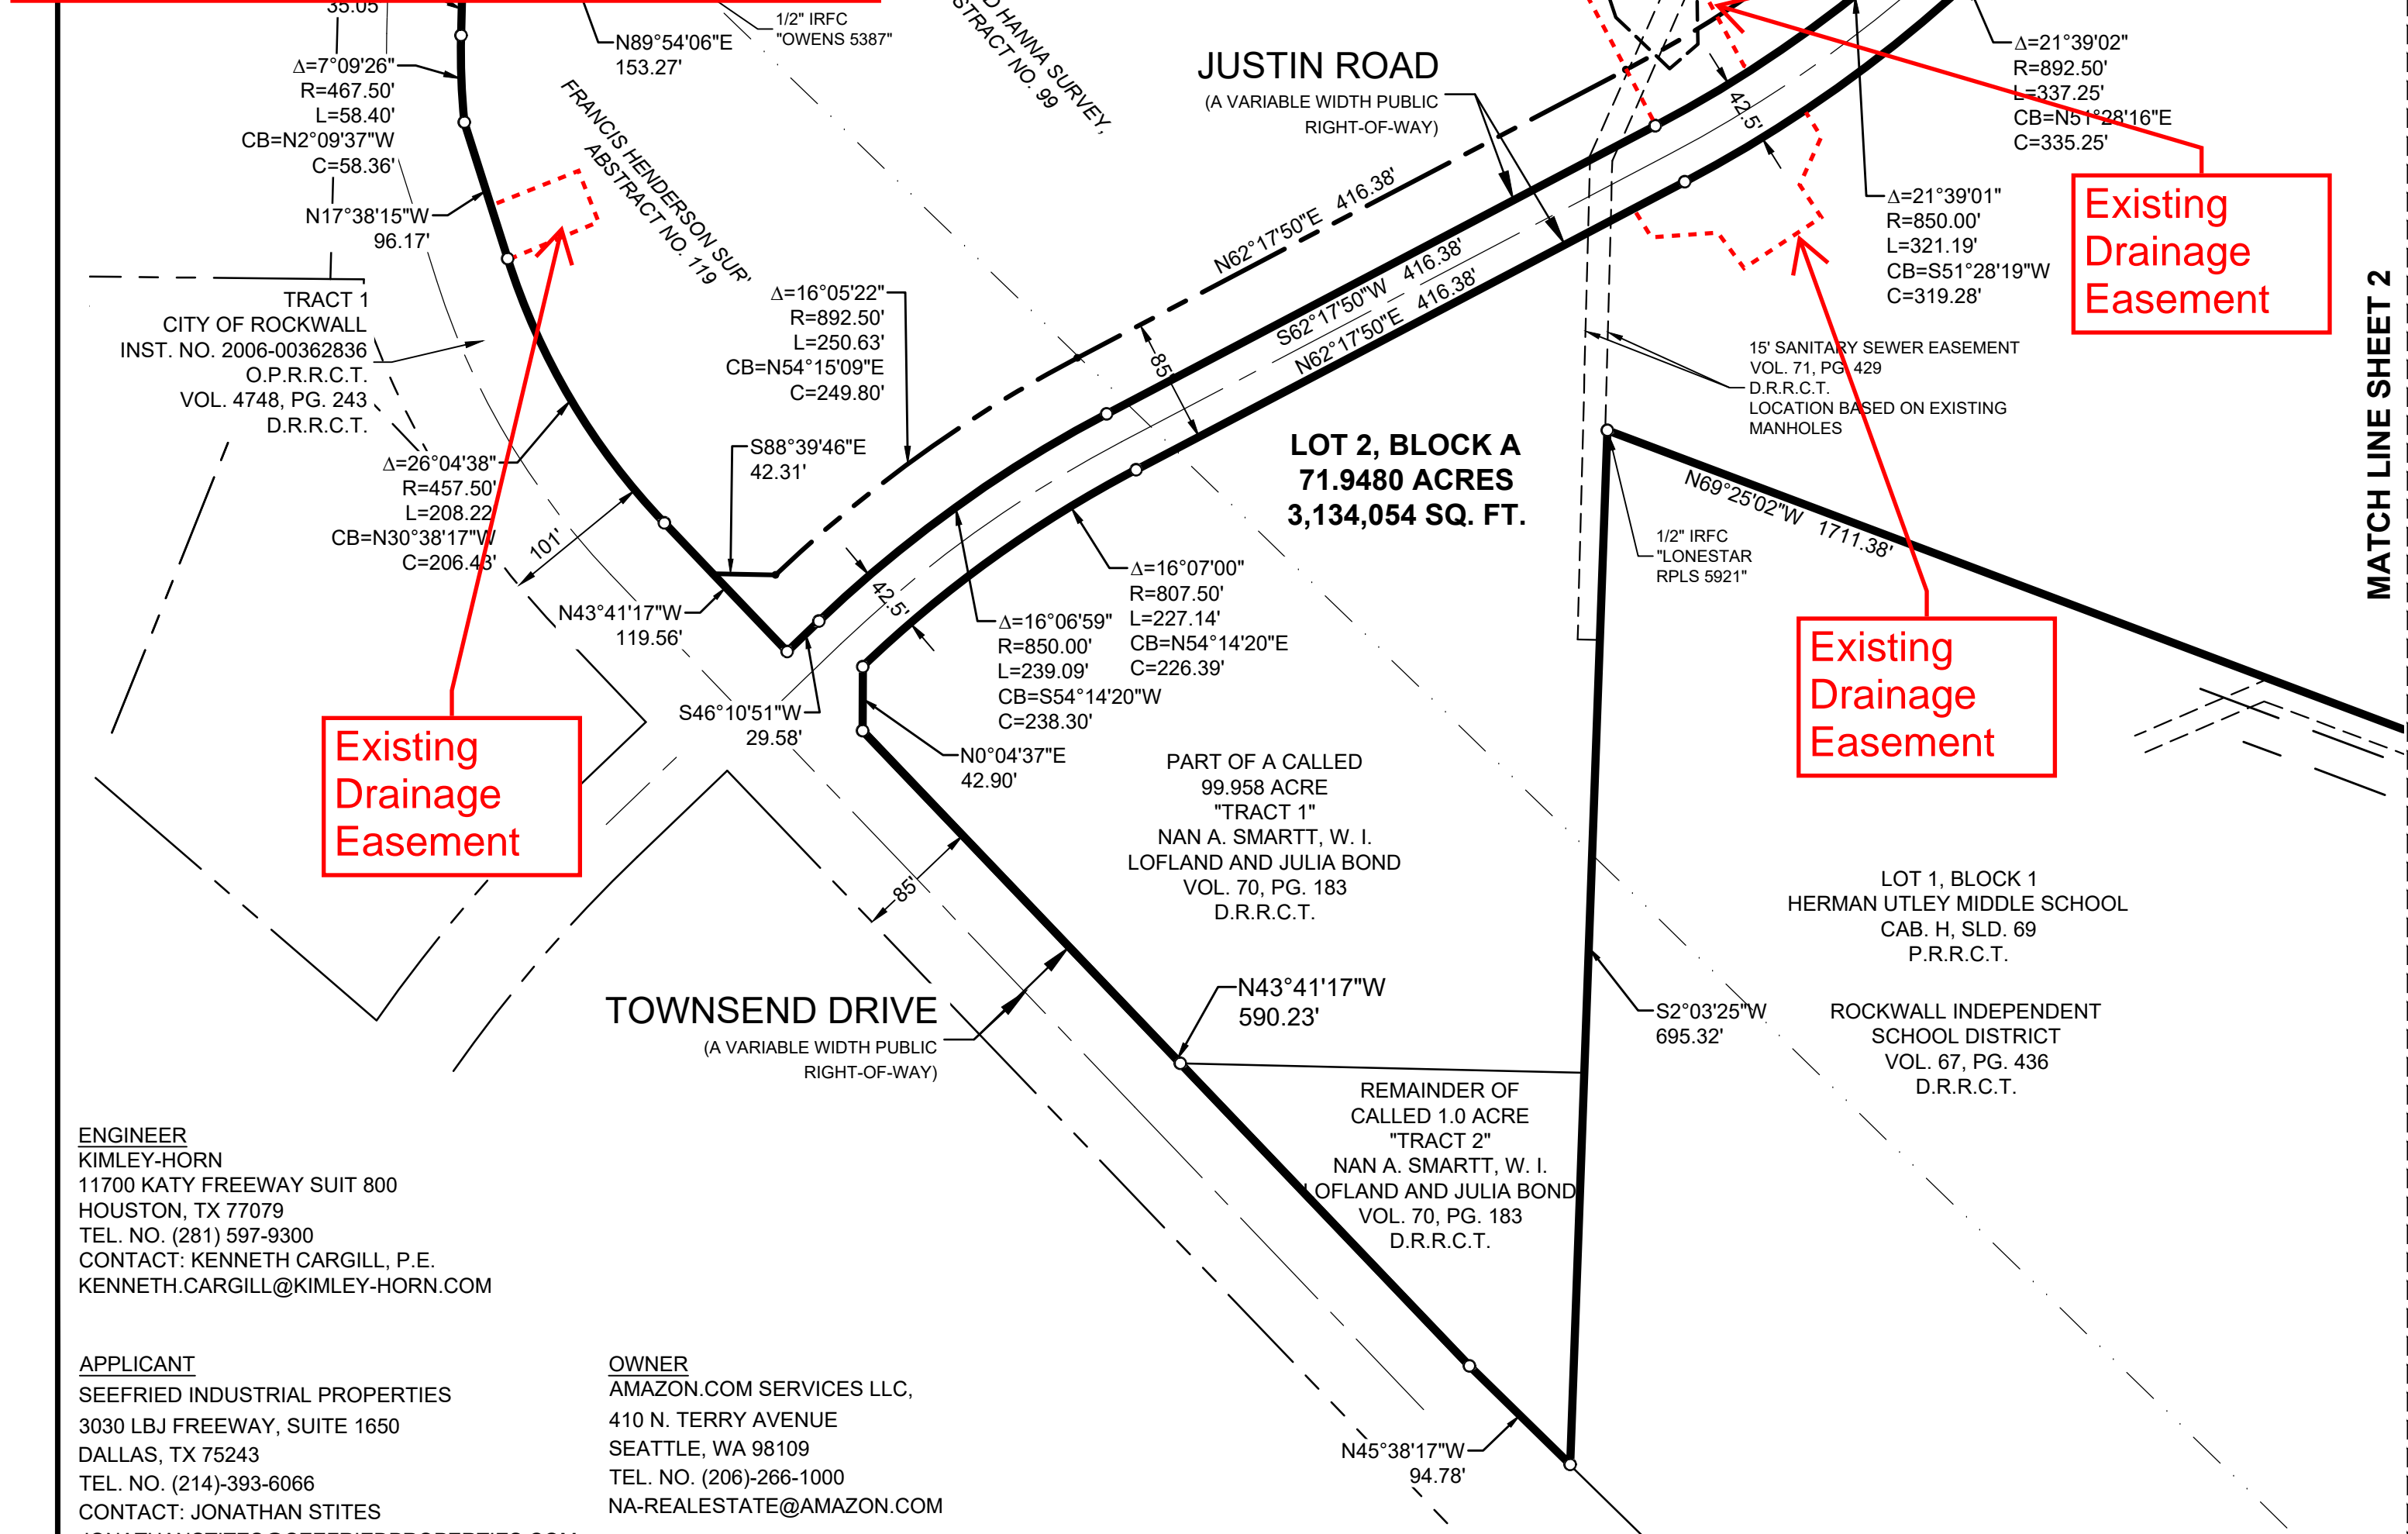 35.05'
Δ=7°09'26"
R=467.50'
L=58.40'
CB=N2°09'37"W
C=58.36'
N89°54'06"E
153.27'
1/2" IRFC
"OWENS 5387"
HANNA SURVEY,
ABSTRACT NO. 99
FRANCIS HENDERSON SUR
ABSTRACT NO. 119
N17°38'15"W
96.17'
JUSTIN ROAD
(A VARIABLE WIDTH PUBLIC
RIGHT-OF-WAY)
42.5'
Δ=21°39'02"
R=892.50'
L=337.25'
CB=N51°28'16"E
C=335.25'
Δ=21°39'01"
R=850.00'
L=321.19'
CB=S51°28'19"W
C=319.28'
Existing
Drainage
Easement
MATCH LINE SHEET 2
TRACT 1
CITY OF ROCKWALL
INST. NO. 2006-00362836
O.P.R.R.C.T.
VOL. 4748, PG. 243
D.R.R.C.T.
N62°17'50"E 416.38'
S62°17'50"W 416.38'
N62°17'50"E 416.38'
85'
Δ=16°05'22"
R=892.50'
L=250.63'
CB=N54°15'09"E
C=249.80'
15' SANITARY SEWER EASEMENT
VOL. 71, PG. 429
D.R.R.C.T.
LOCATION BASED ON EXISTING
MANHOLES
LOT 2, BLOCK A
71.9480 ACRES
3,134,054 SQ. FT.
Δ=26°04'38"
R=457.50'
L=208.22'
CB=N30°38'17"W
C=206.43'
101'
S88°39'46"E
42.31'
N69°25'02"W 1711.38'
1/2" IRFC
"LONESTAR
RPLS 5921"
N43°41'17"W
119.56'
42.5'
Δ=16°07'00"
R=807.50'
L=227.14'
CB=N54°14'20"E
C=226.39'
Δ=16°06'59"
R=850.00'
L=239.09'
CB=S54°14'20"W
C=238.30'
Existing
Drainage
Easement
S46°10'51"W
29.58'
Existing
Drainage
Easement
N0°04'37"E
42.90'
85'
PART OF A CALLED
99.958 ACRE
"TRACT 1"
NAN A. SMARTT, W. I.
LOFLAND AND JULIA BOND
VOL. 70, PG. 183
D.R.R.C.T.
LOT 1, BLOCK 1
HERMAN UTLEY MIDDLE SCHOOL
CAB. H, SLD. 69
P.R.R.C.T.
TOWNSEND DRIVE
(A VARIABLE WIDTH PUBLIC
RIGHT-OF-WAY)
N43°41'17"W
590.23'
S2°03'25"W
695.32'
ROCKWALL INDEPENDENT
SCHOOL DISTRICT
VOL. 67, PG. 436
D.R.R.C.T.
REMAINDER OF
CALLED 1.0 ACRE
"TRACT 2"
NAN A. SMARTT, W. I.
LOFLAND AND JULIA BOND
VOL. 70, PG. 183
D.R.R.C.T.
ENGINEER
KIMLEY-HORN
11700 KATY FREEWAY SUIT 800
HOUSTON, TX 77079
TEL. NO. (281) 597-9300
CONTACT: KENNETH CARGILL, P.E.
KENNETH.CARGILL@KIMLEY-HORN.COM
APPLICANT
SEEFRIED INDUSTRIAL PROPERTIES
3030 LBJ FREEWAY, SUITE 1650
DALLAS, TX 75243
TEL. NO. (214)-393-6066
CONTACT: JONATHAN STITES
OWNER
AMAZON.COM SERVICES LLC,
410 N. TERRY AVENUE
SEATTLE, WA 98109
TEL. NO. (206)-266-1000
NA-REALESTATE@AMAZON.COM
N45°38'17"W
94.78'